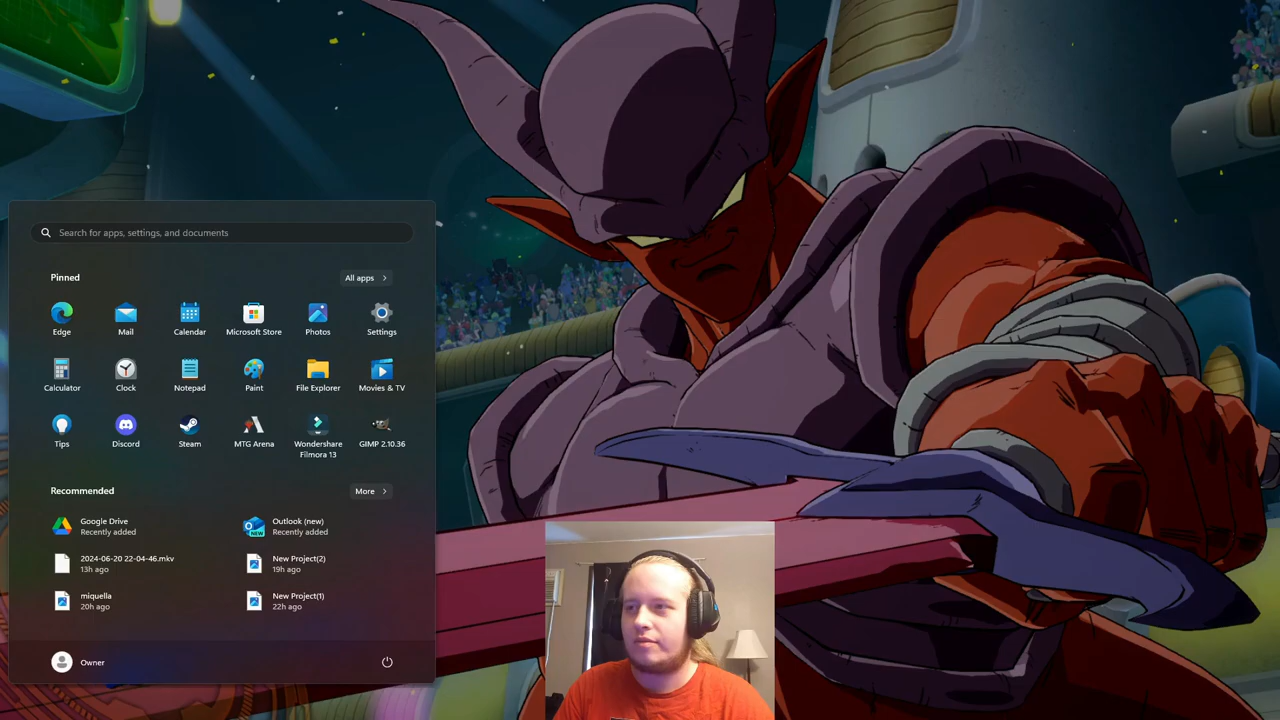 Search for apps, settings, and documents
Pinned
All apps
Edge
Mail
Calendar
Microsoft Store
Photos
Settings
Calculator
Clock
Notepad
Paint
File Explorer
Movies & TV
Tips
Discord
Steam
MTG Arena
Wondershare
Filmora 13
GIMP 2.10.36
Recommended
More
Google Drive
Recently added
Outlook (new)
Recently added
2024-06-20 22-04-46.mkv
13h ago
New Project(2)
19h ago
miquella
20h ago
New Project(1)
22h ago
Owner